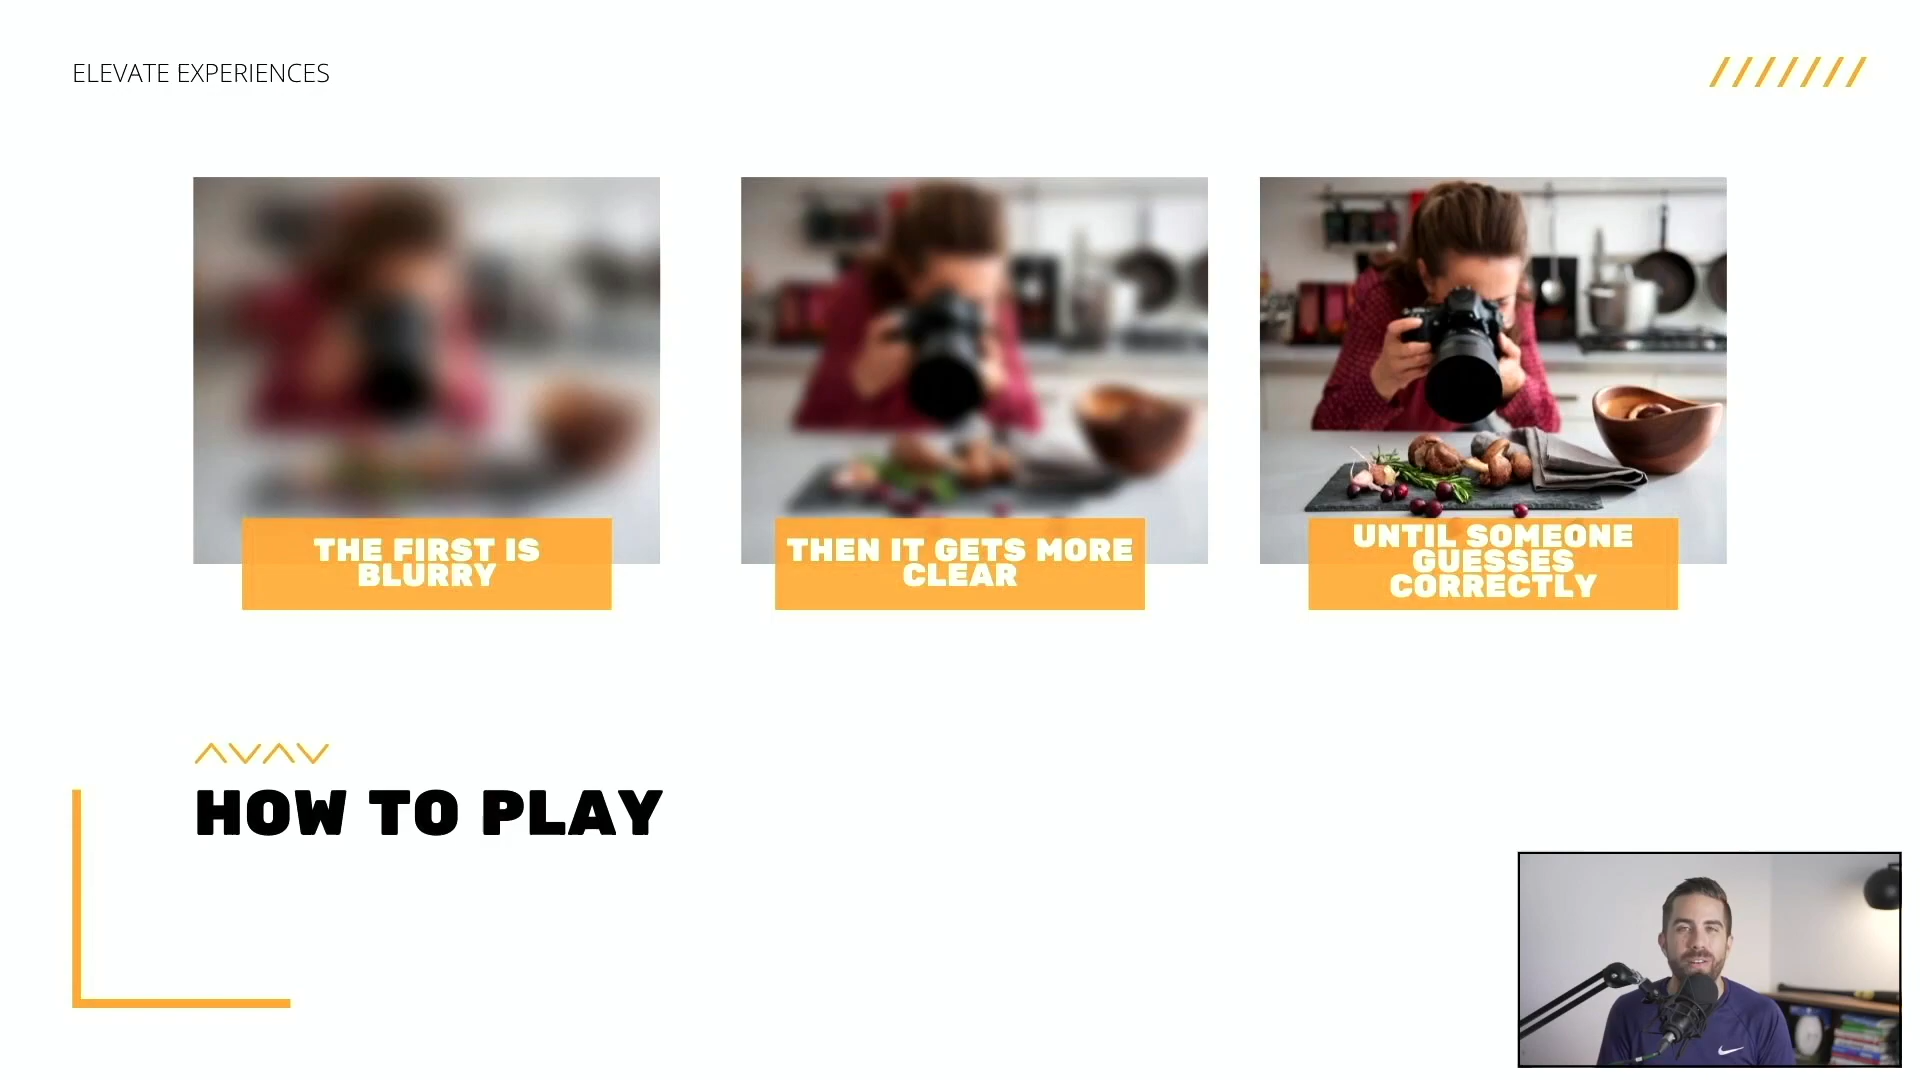 ELEVATE EXPERIENCES
THE FIRST IS
BLURRY
THEN IT GETS MORE
CLEAR
UNTIL SOMEONE
GUESSES
CORRECTLY
HOW TO PLAY